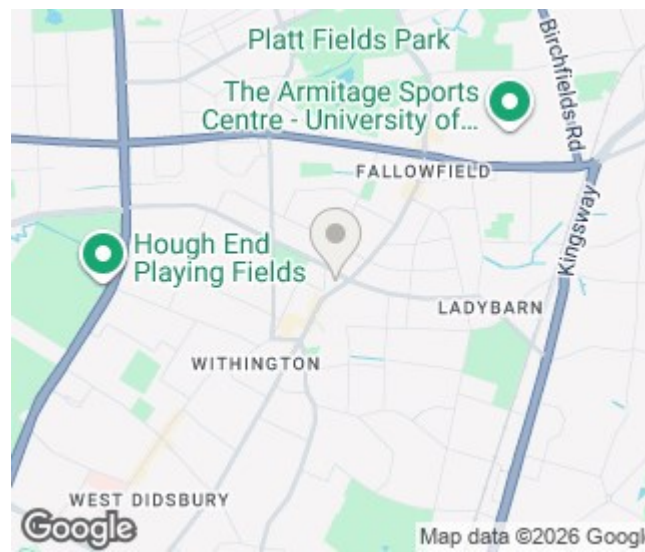 Platt Fields Park
Birchfields Rd
The Armitage Sports
Centre - University of...
FALLOWFIELD
Kingsway
Hough End
Playing Fields
LADYBARN
WITHINGTON
WEST DIDSBURY
Google
Map data ©2026 Googl